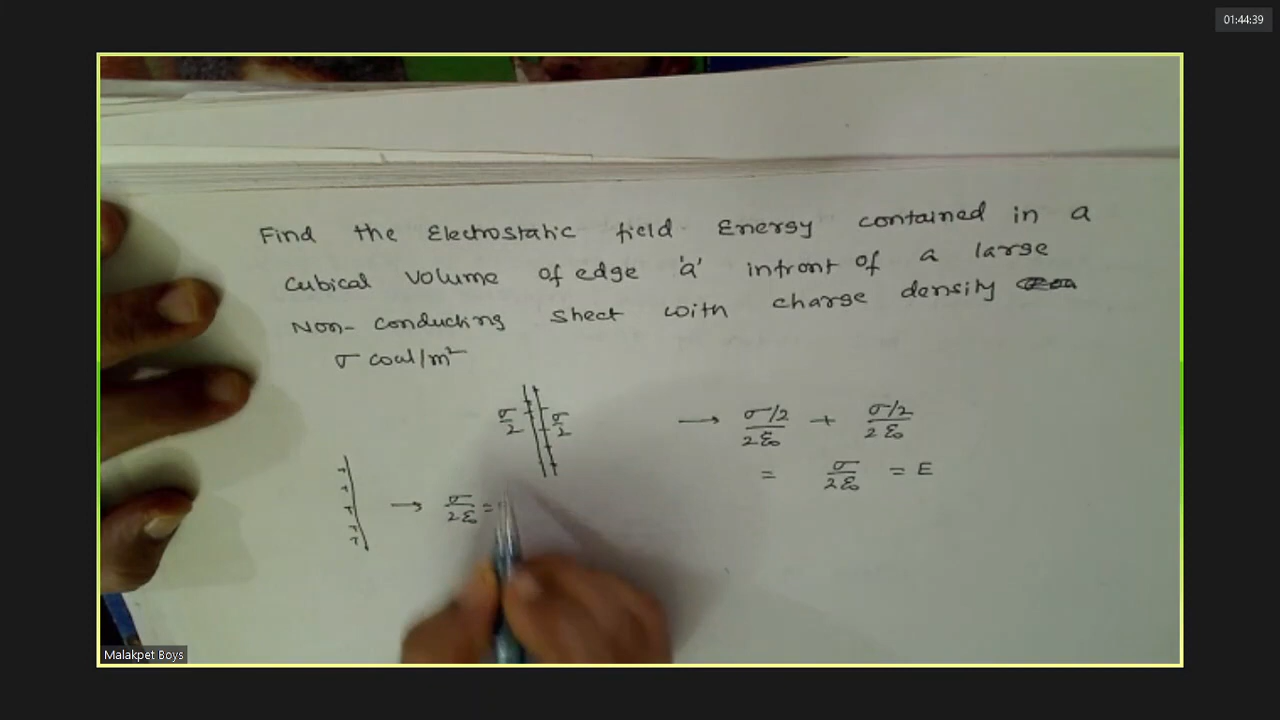 01:44:39
Find the Electrostatic field Energy contained in a
cubical volume of edge 'a' infront of a large
Non-conducting sheet with charge density
σ coul/m²
σ/2 σ/2 → σ/2 / 2ε₀ + σ/2 / 2ε₀
= σ / 2ε₀ = E
→ σ / 2ε₀ =
Malakpet Boys